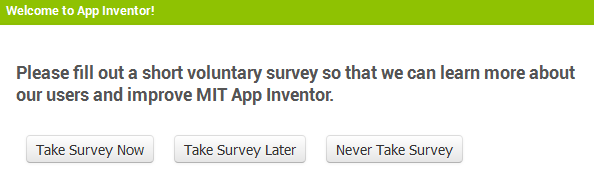 Welcome to App Inventor!
Please fill out a short voluntary survey so that we can learn more about
our users and improve MIT App Inventor.
Take Survey Now
Take Survey Later
Never Take Survey